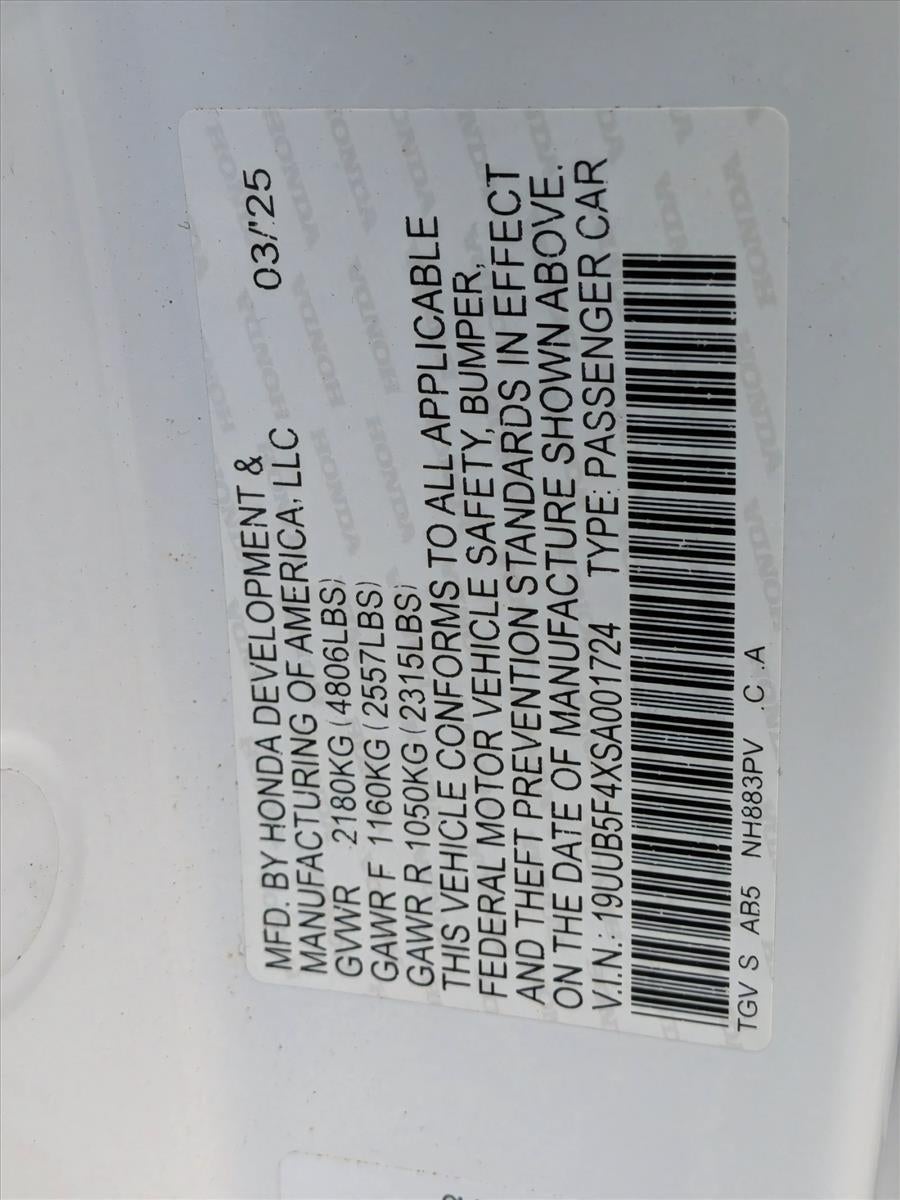 MFD. BY HONDA DEVELOPMENT &
MANUFACTURING OF AMERICA, LLC 03/'25
GVWR 2180KG (4806LBS)
GAWR F 1160KG (2557LBS)
GAWR R 1050KG (2315LBS)
THIS VEHICLE CONFORMS TO ALL APPLICABLE
FEDERAL MOTOR VEHICLE SAFETY, BUMPER,
AND THEFT PREVENTION STANDARDS IN EFFECT
ON THE DATE OF MANUFACTURE SHOWN ABOVE.
V.I.N.: 19UUB5F4XSA001724 TYPE: PASSENGER CAR
TGV S AB5 NH883PV .C .A